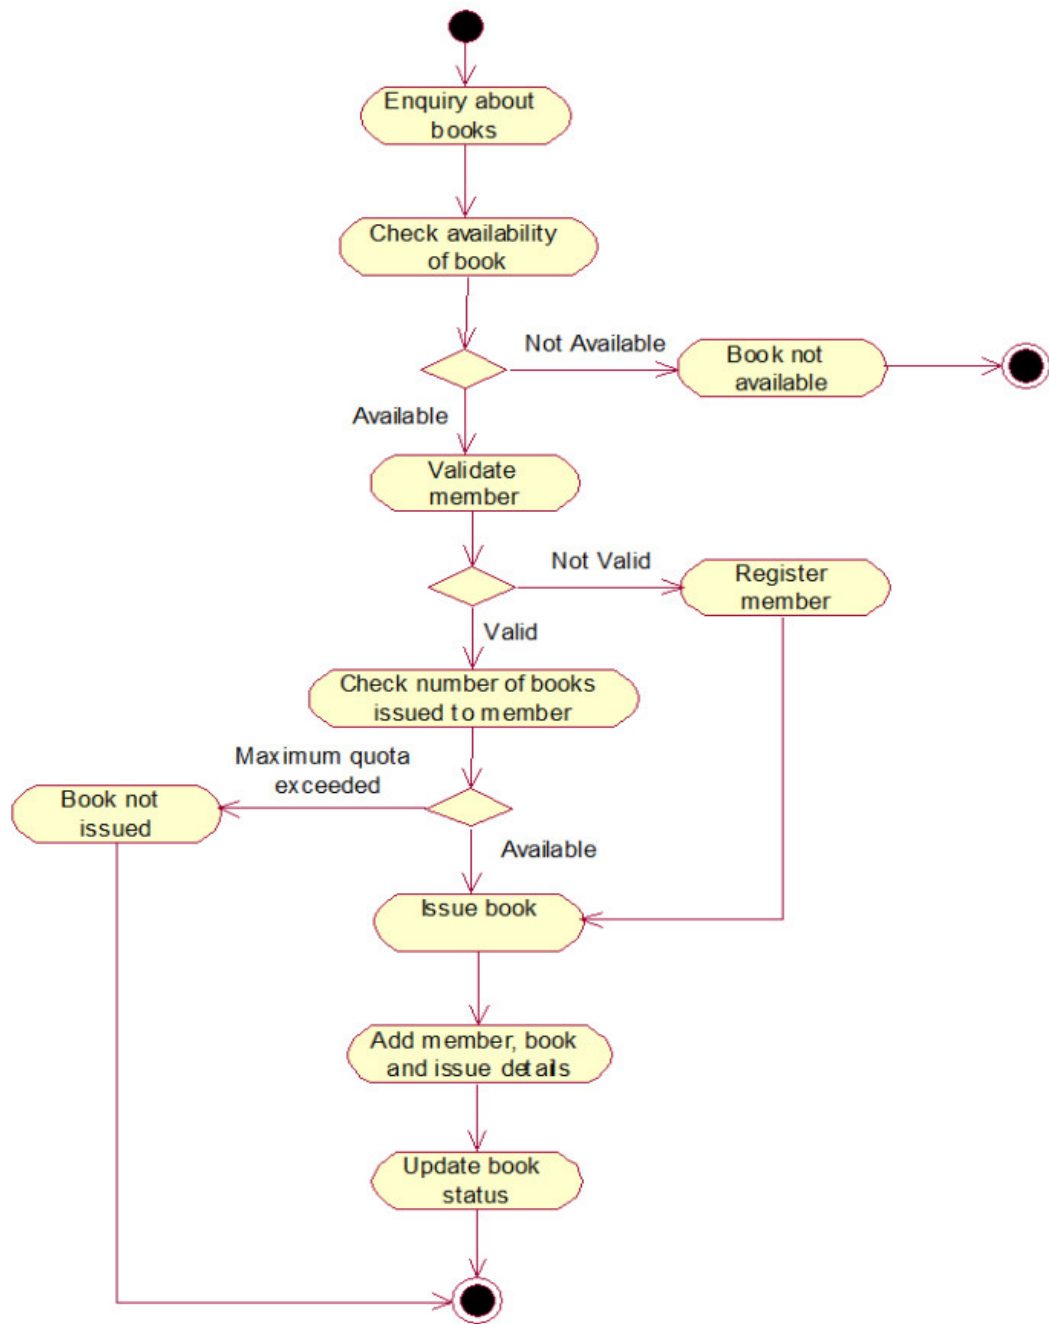 Enquiry about
books
Check availability
of book
Not Available
Book not
available
Available
Validate
member
Not Valid
Register
member
Valid
Check number of books
issued to member
Maximum quota
exceeded
Book not
issued
Available
Issue book
Add member, book
and issue details
Update book
status